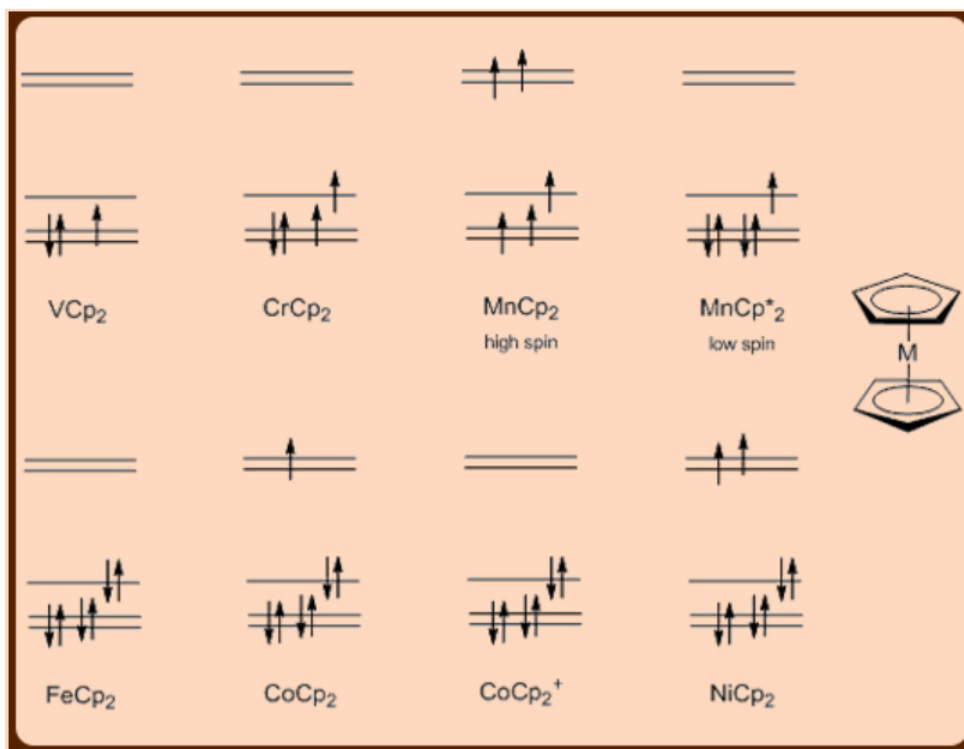 VCp₂
CrCp₂
MnCp₂
MnCp*₂
high spin
low spin
M
FeCp₂
CoCp₂
CoCp₂⁺
NiCp₂